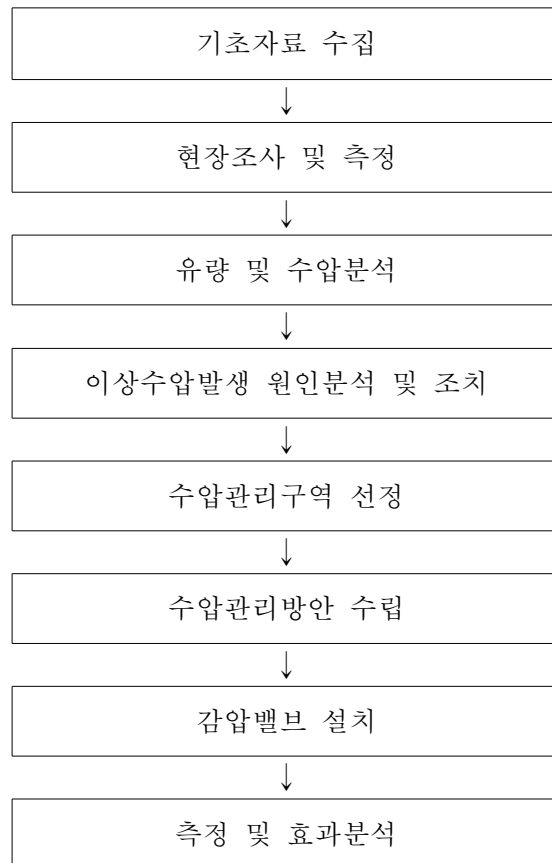 기초자료 수집
현장조사 및 측정
유량 및 수압분석
이상수압발생 원인분석 및 조치
수압관리구역 선정
수압관리방안 수립
감압밸브 설치
측정 및 효과분석